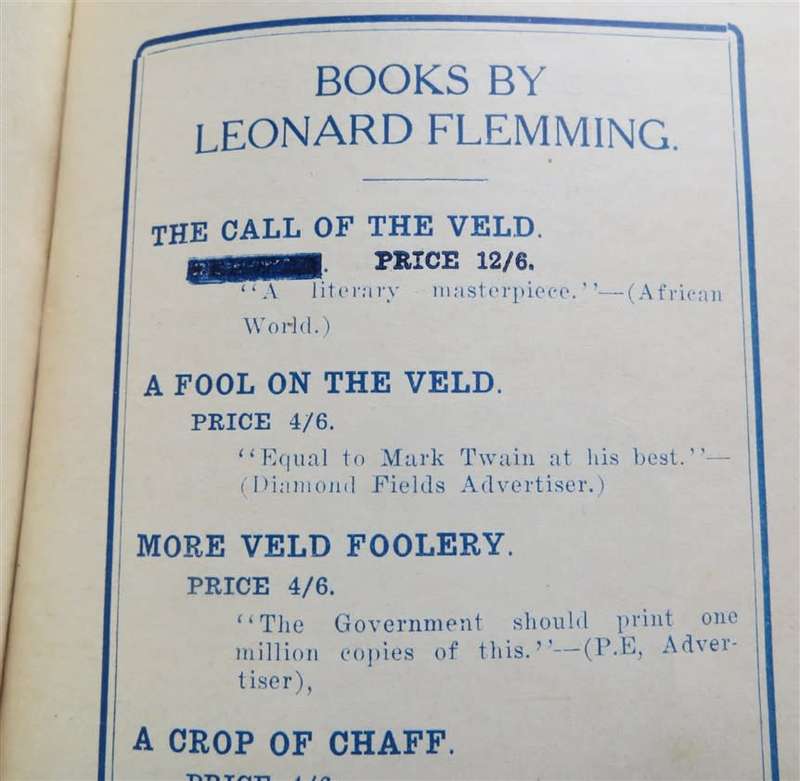 BOOKS BY
LEONARD FLEMMING.
THE CALL OF THE VELD.
PRICE 12/6.
"A literary masterpiece."—(African
World.)
A FOOL ON THE VELD.
PRICE 4/6.
"Equal to Mark Twain at his best."—
(Diamond Fields Advertiser.)
MORE VELD FOOLERY.
PRICE 4/6.
"The Government should print one
million copies of this."—(P.E, Adver-
tiser),
A CROP OF CHAFF.